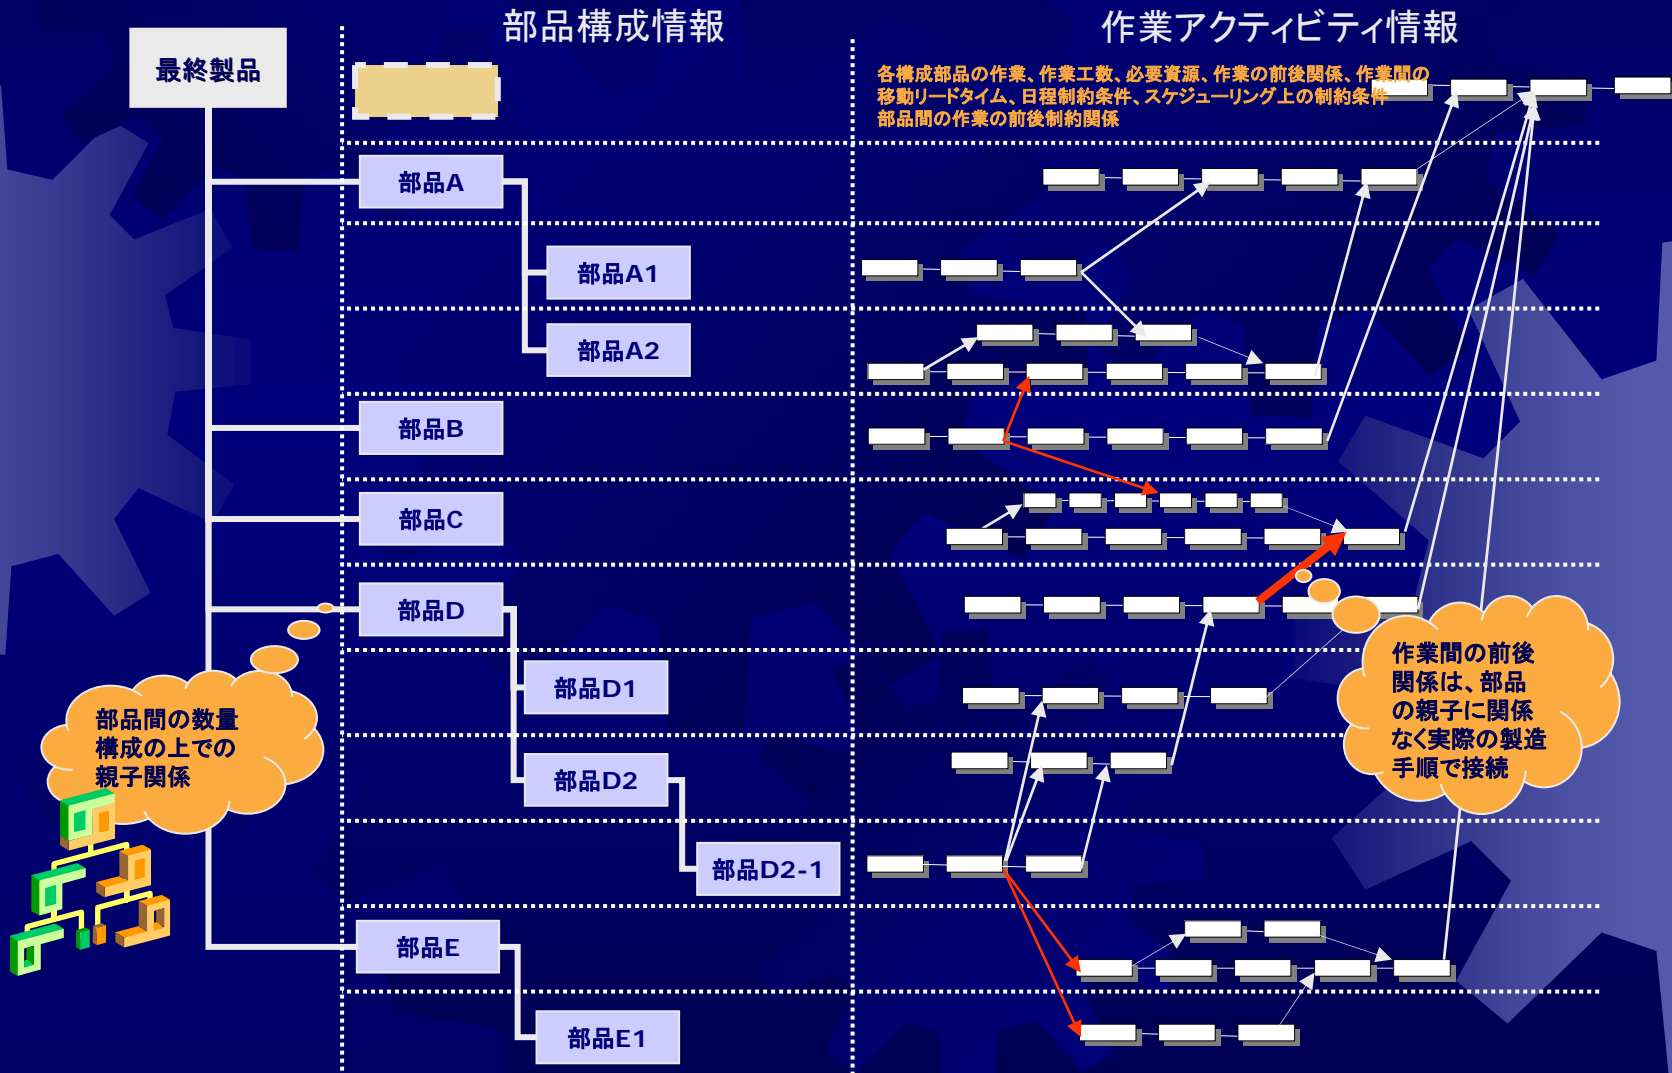 部品構成情報
作業アクティビティ情報
最終製品
各構成部品の作業、作業工数、必要資源、作業の前後関係、作業間の
移動リードタイム、日程制約条件、スケジューリング上の制約条件
部品間の作業の前後制約関係
部品A
部品A1
部品A2
部品B
部品C
部品D
部品D1
部品D2
部品D2-1
部品E
部品E1
部品間の数量
構成の上での
親子関係
作業間の前後
関係は、部品
の親子に関係
なく実際の製造
手順で接続